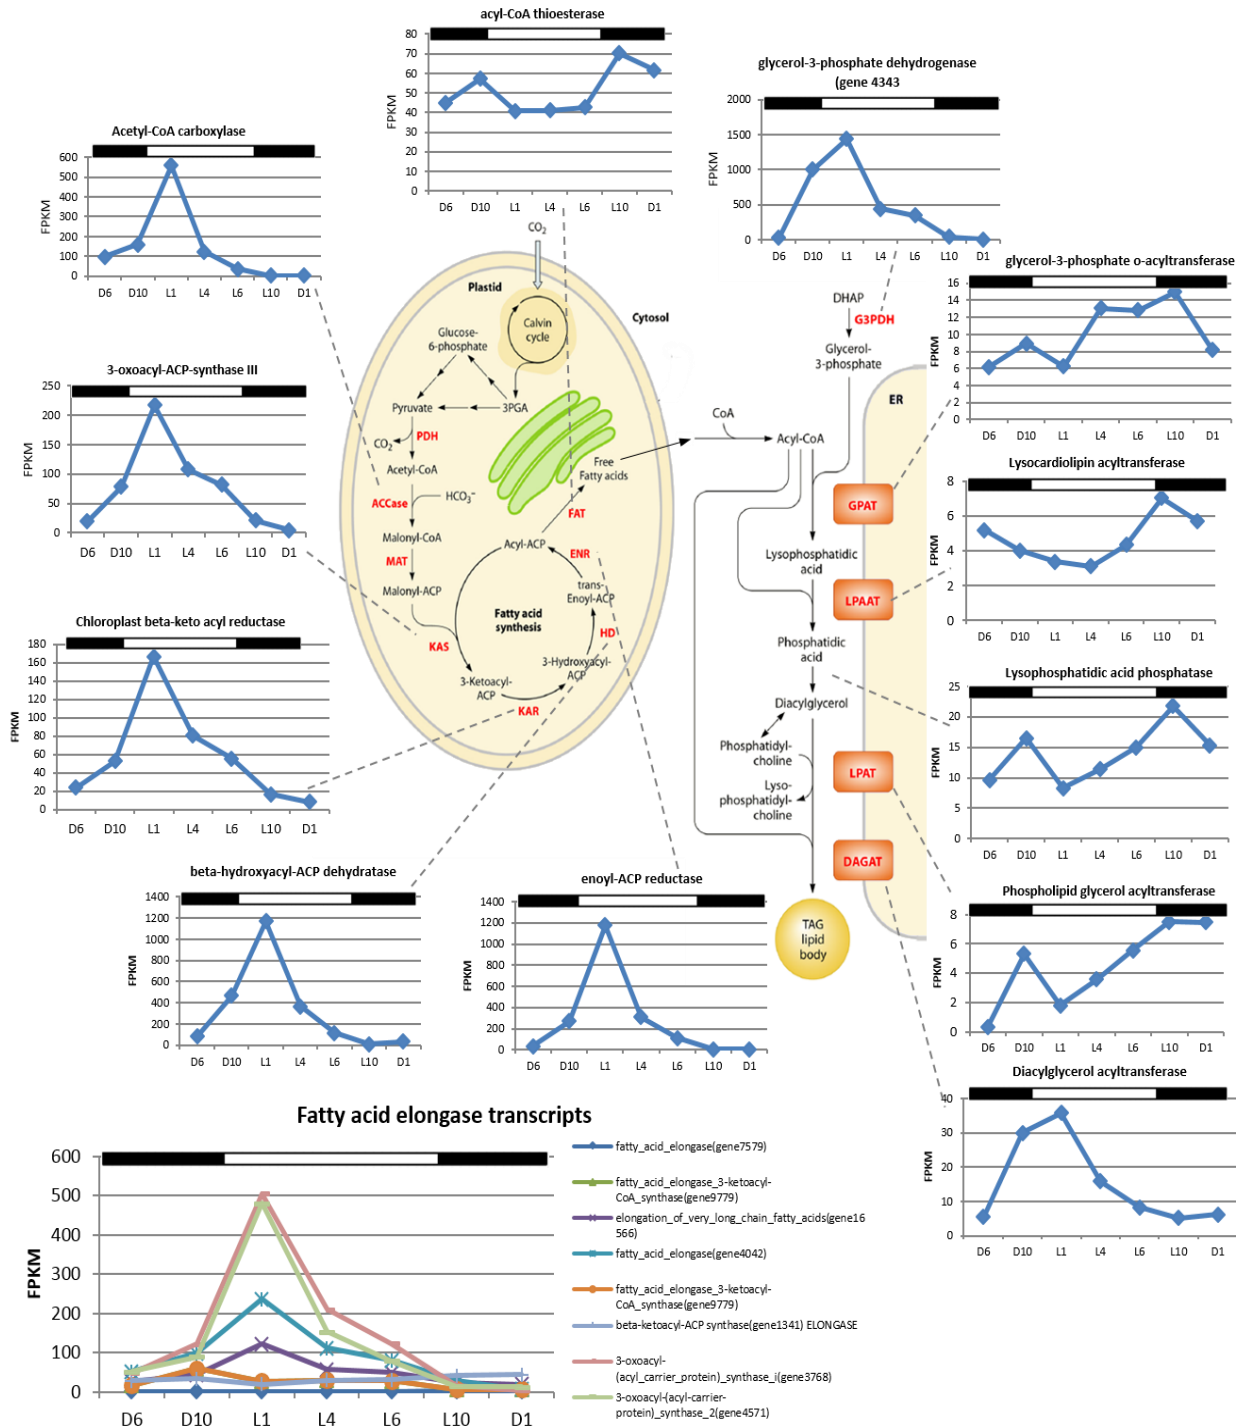 acyl-CoA thioesterase
80
70
60
50
40
30
20
10
0
FPKM
D6 D10 L1 L4 L6 L10 D1
glycerol-3-phosphate dehydrogenase
(gene 4343
2000
1500
1000
500
0
FPKM
D6 D10 L1 L4 L6 L10 D1
Acetyl-CoA carboxylase
600
500
400
300
200
100
0
FPKM
D6 D10 L1 L4 L6 L10 D1
glycerol-3-phosphate o-acyltransferase
16
14
12
10
8
6
4
2
0
FPKM
D6 D10 L1 L4 L6 L10 D1
3-oxoacyl-ACP-synthase III
250
200
150
100
50
0
FPKM
D6 D10 L1 L4 L6 L10 D1
Lysocardiolipin acyltransferase
8
6
4
2
0
FPKM
D6 D10 L1 L4 L6 L10 D1
Chloroplast beta-keto acyl reductase
180
160
140
120
100
80
60
40
20
0
FPKM
D6 D10 L1 L4 L6 L10 D1
Lysophosphatidic acid phosphatase
25
20
15
10
5
0
FPKM
D6 D10 L1 L4 L6 L10 D1
CO2
Plastid
Cytosol
Calvin
cycle
Glucose-
6-phosphate
Pyruvate
3PGA
PDH
CO2
Acetyl-CoA
ACCase
HCO3−
Malonyl-CoA
MAT
Malonyl-ACP
KAS
Fatty acid
synthesis
3-Ketoacyl-
ACP
KAR
3-Hydroxyacyl-
ACP
HD
trans-
Enoyl-ACP
ENR
Acyl-ACP
FAT
Free
Fatty acids
CoA
Acyl-CoA
DHAP
G3PDH
Glycerol-
3-phosphate
ER
GPAT
Lysophosphatidic
acid
LPAAT
Phosphatidic
acid
Diacylglycerol
Phosphatidyl-
choline
LPAT
Lyso-
phosphatidyl-
choline
DAGAT
TAG
lipid
body
beta-hydroxyacyl-ACP dehydratase
1400
1200
1000
800
600
400
200
0
FPKM
D6 D10 L1 L4 L6 L10 D1
enoyl-ACP reductase
1400
1200
1000
800
600
400
200
0
FPKM
D6 D10 L1 L4 L6 L10 D1
Phospholipid glycerol acyltransferase
8
6
4
2
0
FPKM
D6 D10 L1 L4 L6 L10 D1
Diacylglycerol acyltransferase
40
30
20
10
0
FPKM
D6 D10 L1 L4 L6 L10 D1
Fatty acid elongase transcripts
600
500
400
300
200
100
0
FPKM
D6 D10 L1 L4 L6 L10 D1
fatty_acid_elongase(gene7579)
fatty_acid_elongase_3-ketoacyl-
CoA_synthase(gene9779)
elongation_of_very_long_chain_fatty_acids(gene16
566)
fatty_acid_elongase(gene4042)
fatty_acid_elongase_3-ketoacyl-
CoA_synthase(gene9779)
beta-ketoacyl-ACP synthase(gene1341) ELONGASE
3-oxoacyl-
(acyl_carrier_protein)_synthase_i(gene3768)
3-oxoacyl-(acyl-carrier-
protein)_synthase_2(gene4571)